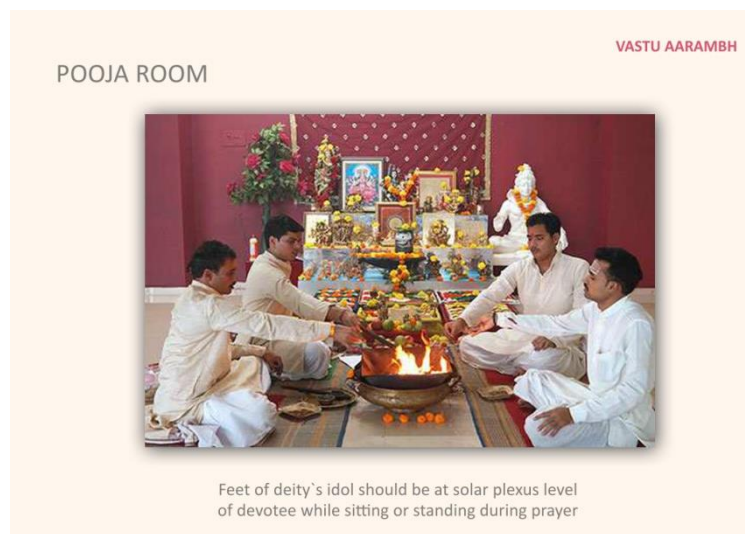 VASTU AARAMBH
POOJA ROOM
Feet of deity`s idol should be at solar plexus level
of devotee while sitting or standing during prayer